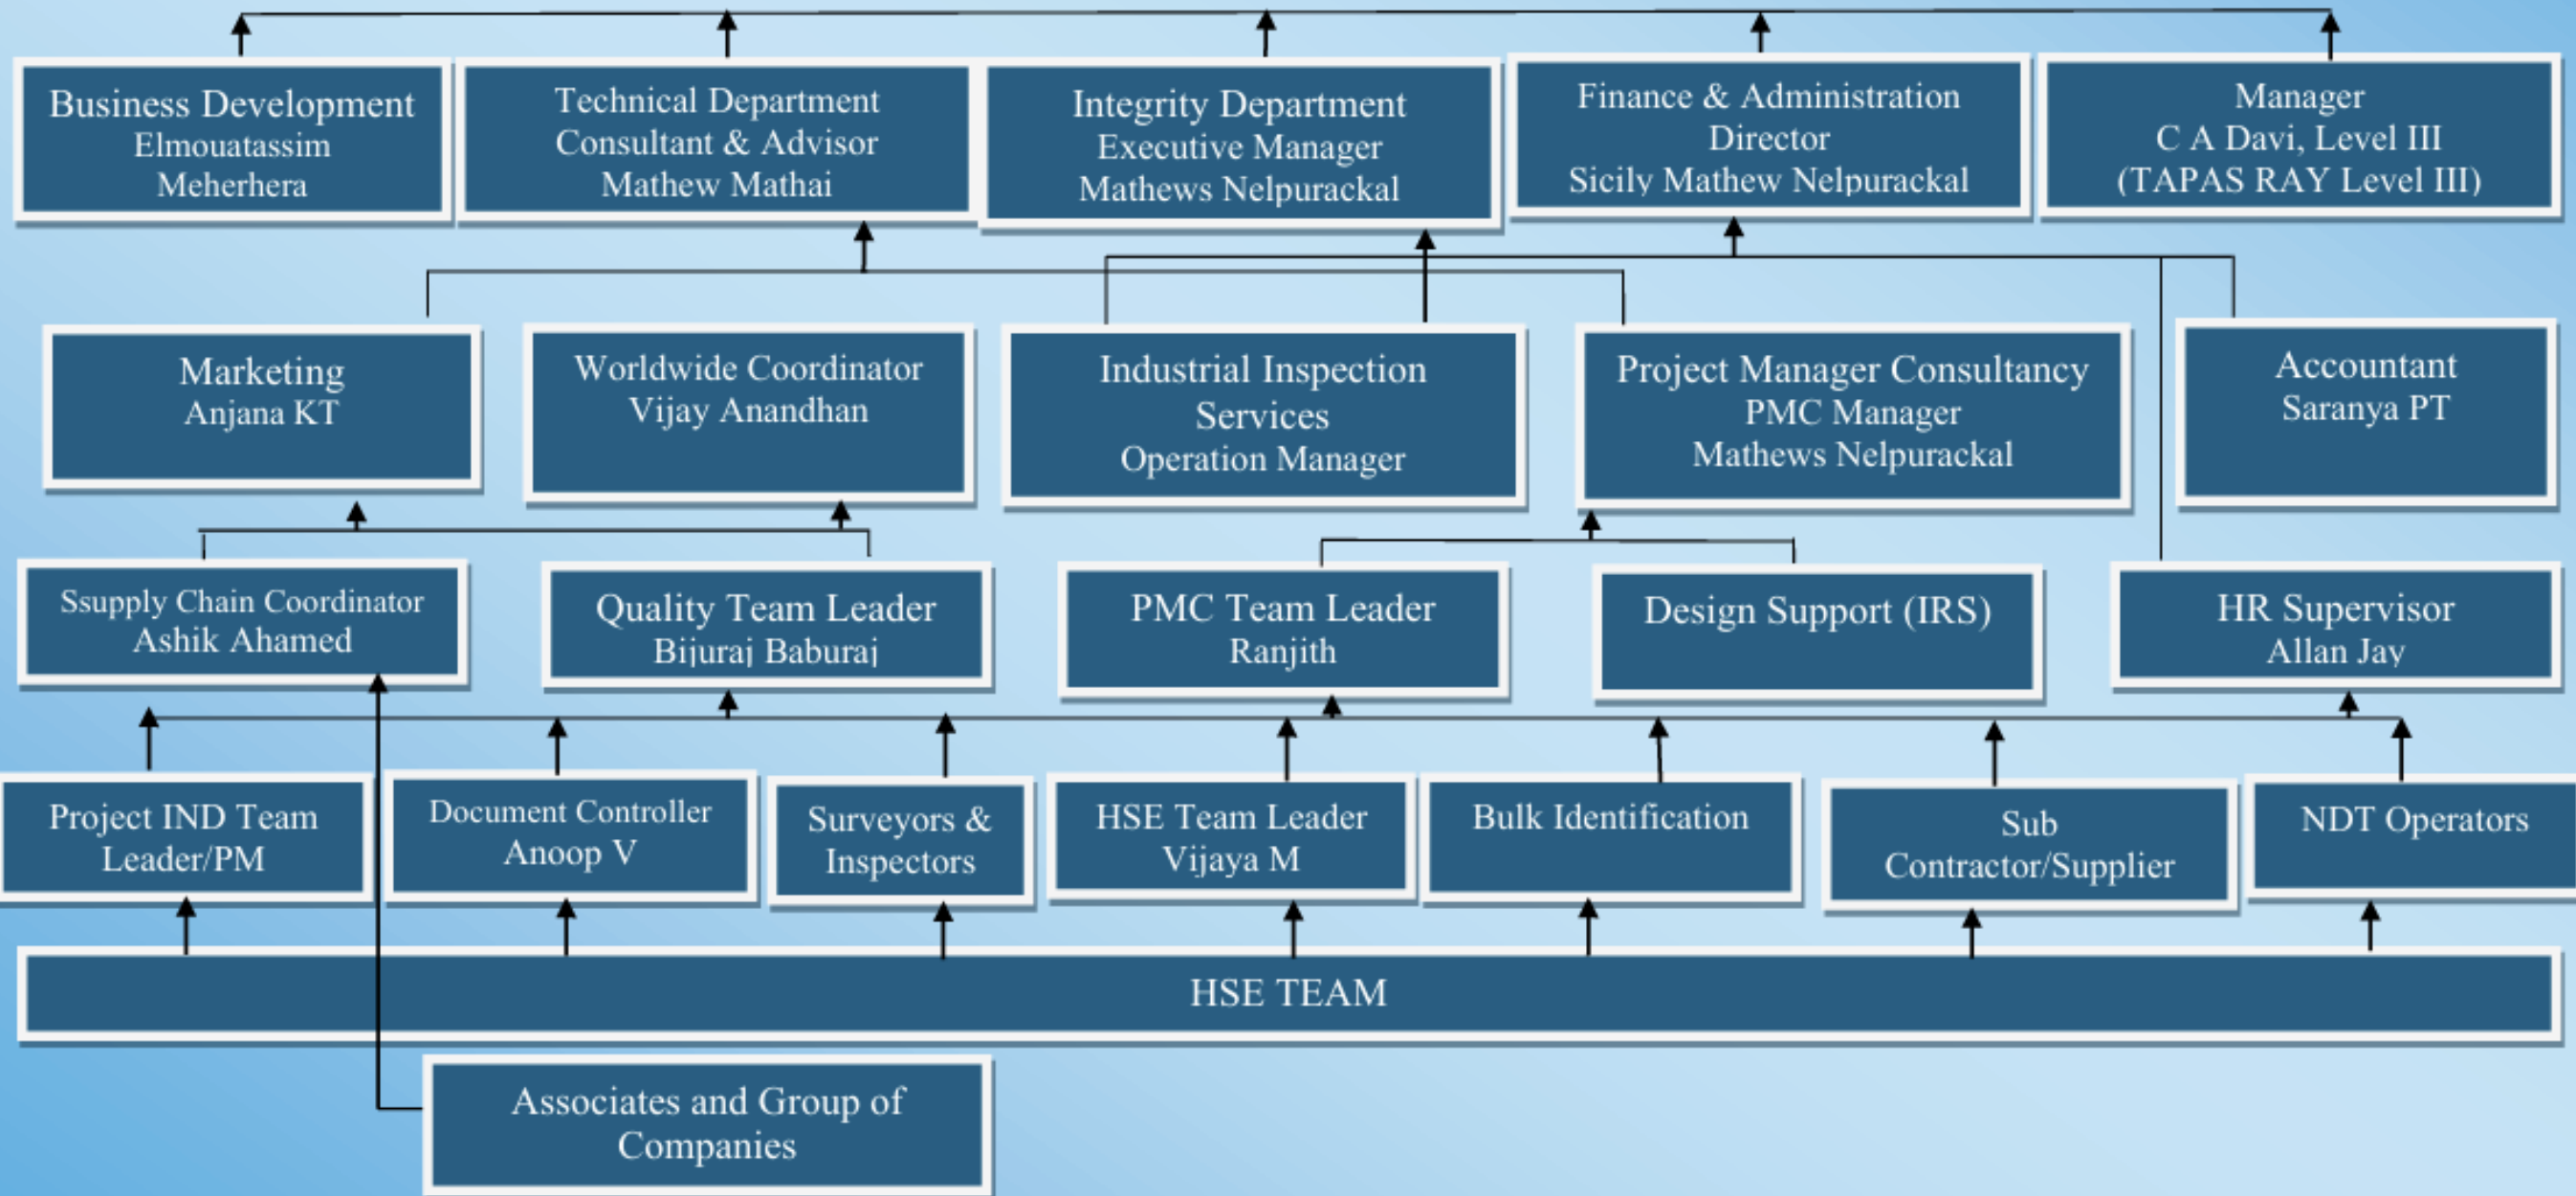 Business Development
Elmouatassim
Meherhera
Technical Department
Consultant & Advisor
Mathew Mathai
Integrity Department
Executive Manager
Mathews Nelpurackal
Finance & Administration
Director
Sicily Mathew Nelpurackal
Manager
C A Davi, Level III
(TAPAS RAY Level III)
Marketing
Anjana KT
Worldwide Coordinator
Vijay Anandhan
Industrial Inspection
Services
Operation Manager
Project Manager Consultancy
PMC Manager
Mathews Nelpurackal
Accountant
Saranya PT
Ssupply Chain Coordinator
Ashik Ahamed
Quality Team Leader
Bijuraj Baburaj
PMC Team Leader
Ranjith
Design Support (IRS)
HR Supervisor
Allan Jay
Project IND Team
Leader/PM
Document Controller
Anoop V
Surveyors &
Inspectors
HSE Team Leader
Vijaya M
Bulk Identification
Sub
Contractor/Supplier
NDT Operators
HSE TEAM
Associates and Group of
Companies